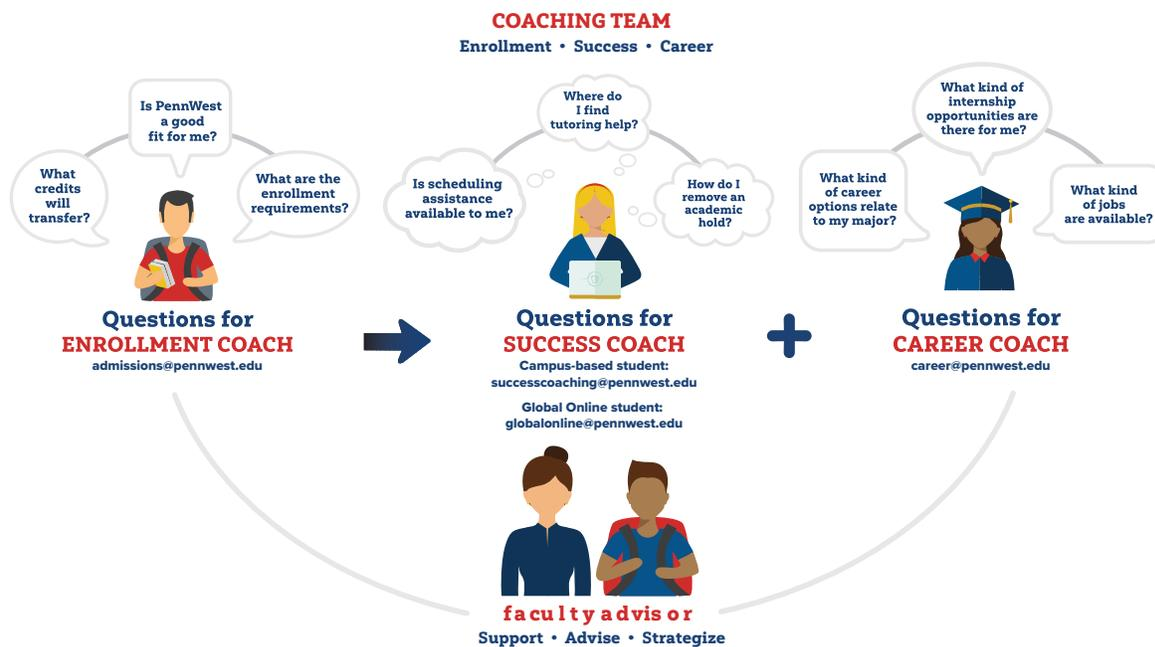 COACHING TEAM
Enrollment • Success • Career
Is PennWest
a good
fit for me?
What
credits
will
transfer?
What are the
enrollment
requirements?
Questions for
ENROLLMENT COACH
admissions@pennwest.edu
Where do
I find
tutoring help?
Is scheduling
assistance
available to me?
How do I
remove an
academic
hold?
Questions for
SUCCESS COACH
Campus-based student:
successcoaching@pennwest.edu
Global Online student:
globalonline@pennwest.edu
What kind of
internship
opportunities are
there for me?
What kind
of career
options relate
to my major?
What kind
of jobs
are available?
Questions for
CAREER COACH
career@pennwest.edu
faculty advisor
Support • Advise • Strategize